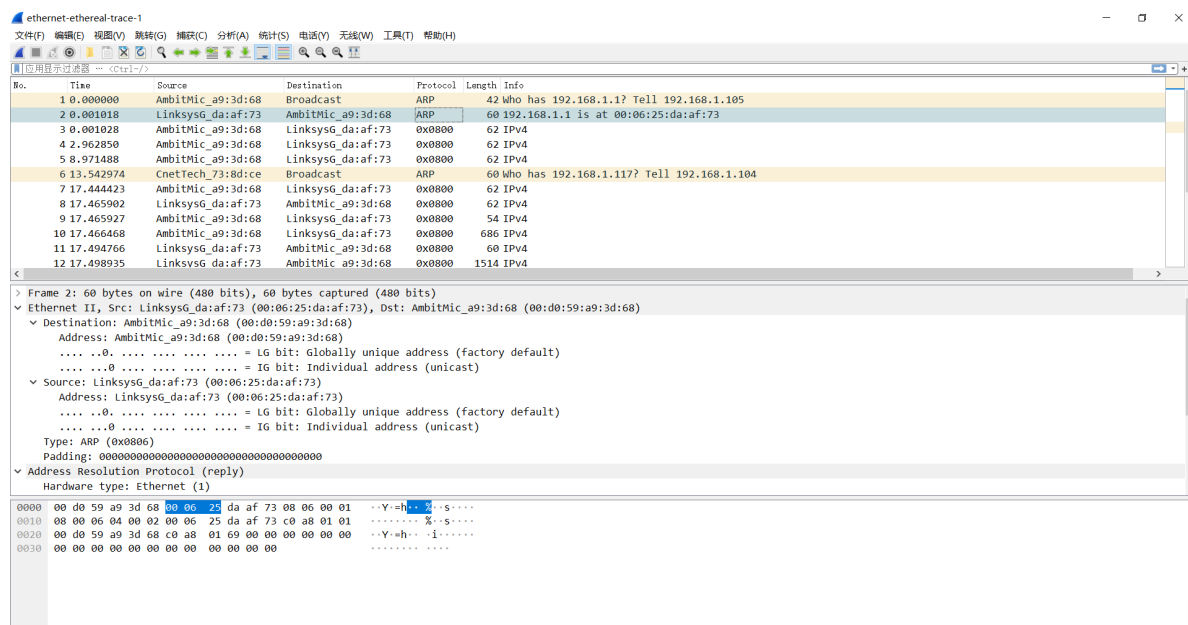 ethernet-ethereal-trace-1
文件(F) 编辑(E) 视图(V) 跳转(G) 捕获(C) 分析(A) 统计(S) 电话(Y) 无线(W) 工具(T) 帮助(H)
应用显示过滤器 … <Ctrl-/>
No. Time Source Destination Protocol Length Info
1 0.000000 AmbitMic_a9:3d:68 Broadcast ARP 42 Who has 192.168.1.1? Tell 192.168.1.105
2 0.001018 LinksysG_da:af:73 AmbitMic_a9:3d:68 ARP 60 192.168.1.1 is at 00:06:25:da:af:73
3 0.001028 AmbitMic_a9:3d:68 LinksysG_da:af:73 0x0800 62 IPv4
4 2.962850 AmbitMic_a9:3d:68 LinksysG_da:af:73 0x0800 62 IPv4
5 8.971488 AmbitMic_a9:3d:68 LinksysG_da:af:73 0x0800 62 IPv4
6 13.542974 CnetTech_73:8d:ce Broadcast ARP 60 Who has 192.168.1.117? Tell 192.168.1.104
7 17.444423 AmbitMic_a9:3d:68 LinksysG_da:af:73 0x0800 62 IPv4
8 17.465902 LinksysG_da:af:73 AmbitMic_a9:3d:68 0x0800 62 IPv4
9 17.465927 AmbitMic_a9:3d:68 LinksysG_da:af:73 0x0800 54 IPv4
10 17.466468 AmbitMic_a9:3d:68 LinksysG_da:af:73 0x0800 686 IPv4
11 17.494766 LinksysG_da:af:73 AmbitMic_a9:3d:68 0x0800 60 IPv4
12 17.498935 LinksysG_da:af:73 AmbitMic_a9:3d:68 0x0800 1514 IPv4
Frame 2: 60 bytes on wire (480 bits), 60 bytes captured (480 bits)
Ethernet II, Src: LinksysG_da:af:73 (00:06:25:da:af:73), Dst: AmbitMic_a9:3d:68 (00:d0:59:a9:3d:68)
Destination: AmbitMic_a9:3d:68 (00:d0:59:a9:3d:68)
Address: AmbitMic_a9:3d:68 (00:d0:59:a9:3d:68)
.... ..0. .... .... .... .... = LG bit: Globally unique address (factory default)
.... ...0 .... .... .... .... = IG bit: Individual address (unicast)
Source: LinksysG_da:af:73 (00:06:25:da:af:73)
Address: LinksysG_da:af:73 (00:06:25:da:af:73)
.... ..0. .... .... .... .... = LG bit: Globally unique address (factory default)
.... ...0 .... .... .... .... = IG bit: Individual address (unicast)
Type: ARP (0x0806)
Padding: 000000000000000000000000000000000000
Address Resolution Protocol (reply)
Hardware type: Ethernet (1)
0000 00 d0 59 a9 3d 68 00 06 25 da af 73 08 06 00 01 ··Y·=h·· %··s····
0010 08 00 06 04 00 02 00 06 25 da af 73 c0 a8 01 01 ········ %··s····
0020 00 d0 59 a9 3d 68 c0 a8 01 69 00 00 00 00 00 00 ··Y·=h·· ·i······
0030 00 00 00 00 00 00 00 00 00 00 00 00 ········ ····